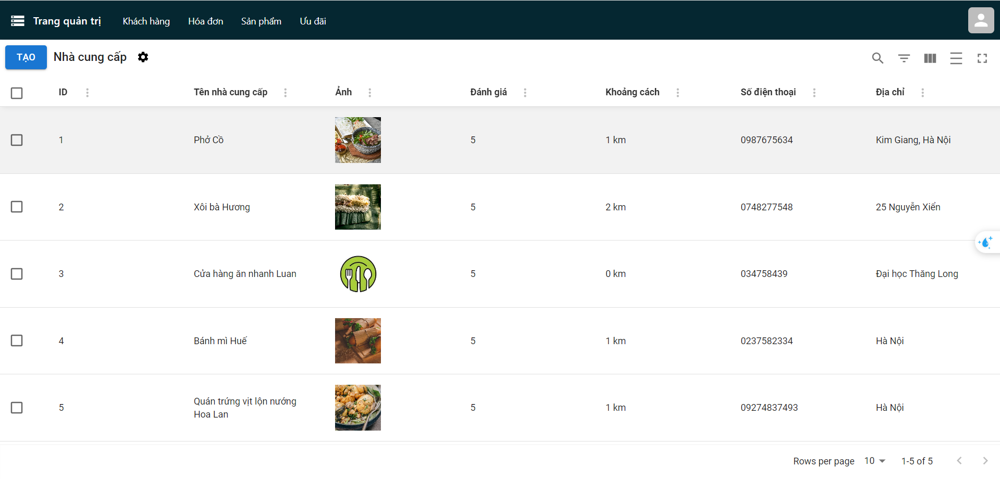 Trang quản trị Khách hàng Hóa đơn Sản phẩm Ưu đãi
TẠO Nhà cung cấp
ID Tên nhà cung cấp Ảnh Đánh giá Khoảng cách Số điện thoại Địa chỉ
1 Phở Cồ 5 1 km 0987675634 Kim Giang, Hà Nội
2 Xôi bà Hương 5 2 km 0748277548 25 Nguyễn Xiển
3 Cửa hàng ăn nhanh Luan 5 0 km 034758439 Đại học Thăng Long
4 Bánh mì Huế 5 1 km 0237582334 Hà Nội
5 Quán trứng vịt lộn nướng 5 1 km 09274837493 Hà Nội
Hoa Lan
Rows per page 10 1-5 of 5